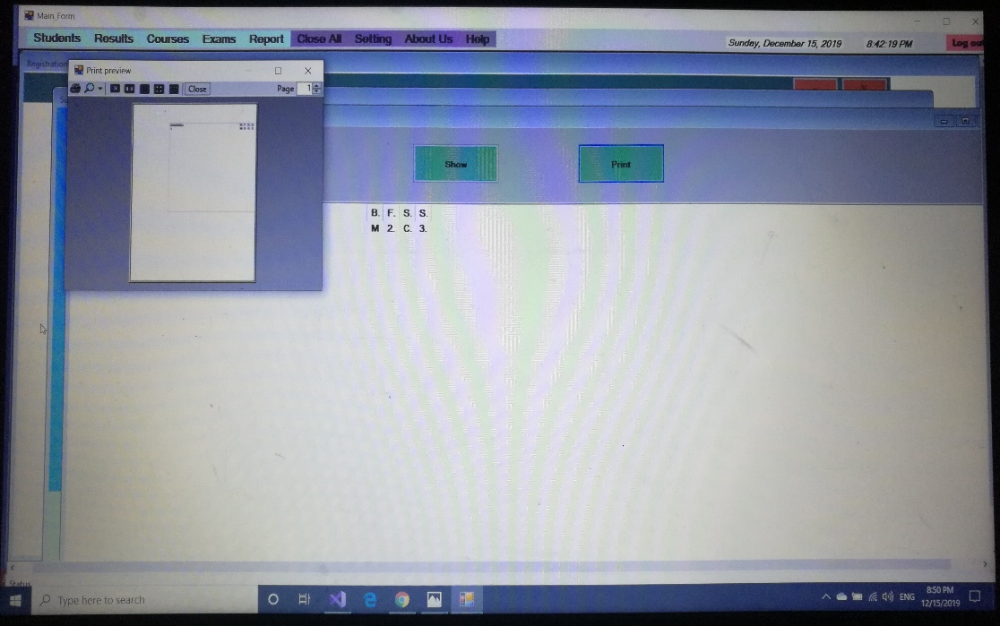 Main_Form
Students Results Courses Exams Report Close All Setting About Us Help
Sunday, December 15, 2019 8:42:19 PM Log out
Registration
Print preview
Close Page 1
Show Print
B. F. S. S.
M 2. C. 3.
Status
Type here to search
ENG
8:50 PM
12/15/2019